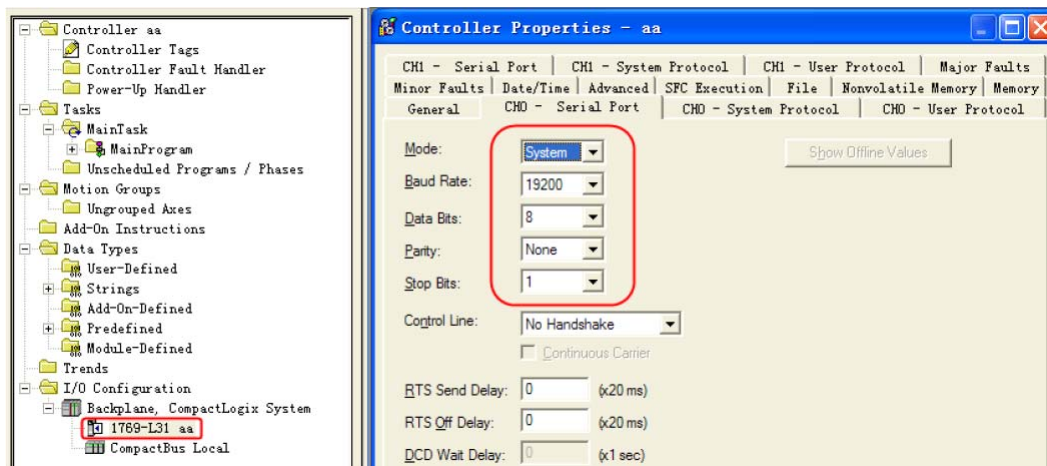 Controller aa
Controller Tags
Controller Fault Handler
Power-Up Handler
Tasks
MainTask
MainProgram
Unscheduled Programs / Phases
Motion Groups
Ungrouped Axes
Add-On Instructions
Data Types
User-Defined
Strings
Add-On-Defined
Predefined
Module-Defined
Trends
I/O Configuration
Backplane, CompactLogix System
1769-L31 aa
CompactBus Local
Controller Properties - aa
CH1 - Serial Port CH1 - System Protocol CH1 - User Protocol Major Faults
Minor Faults Date/Time Advanced SFC Execution File Nonvolatile Memory Memory
General CH0 - Serial Port CH0 - System Protocol CH0 - User Protocol
Mode: System Show Offline Values
Baud Rate: 19200
Data Bits: 8
Parity: None
Stop Bits: 1
Control Line: No Handshake
Continuous Carrier
RTS Send Delay: 0 (x20 ms)
RTS Off Delay: 0 (x20 ms)
DCD Wait Delay: 0 (x1 sec)